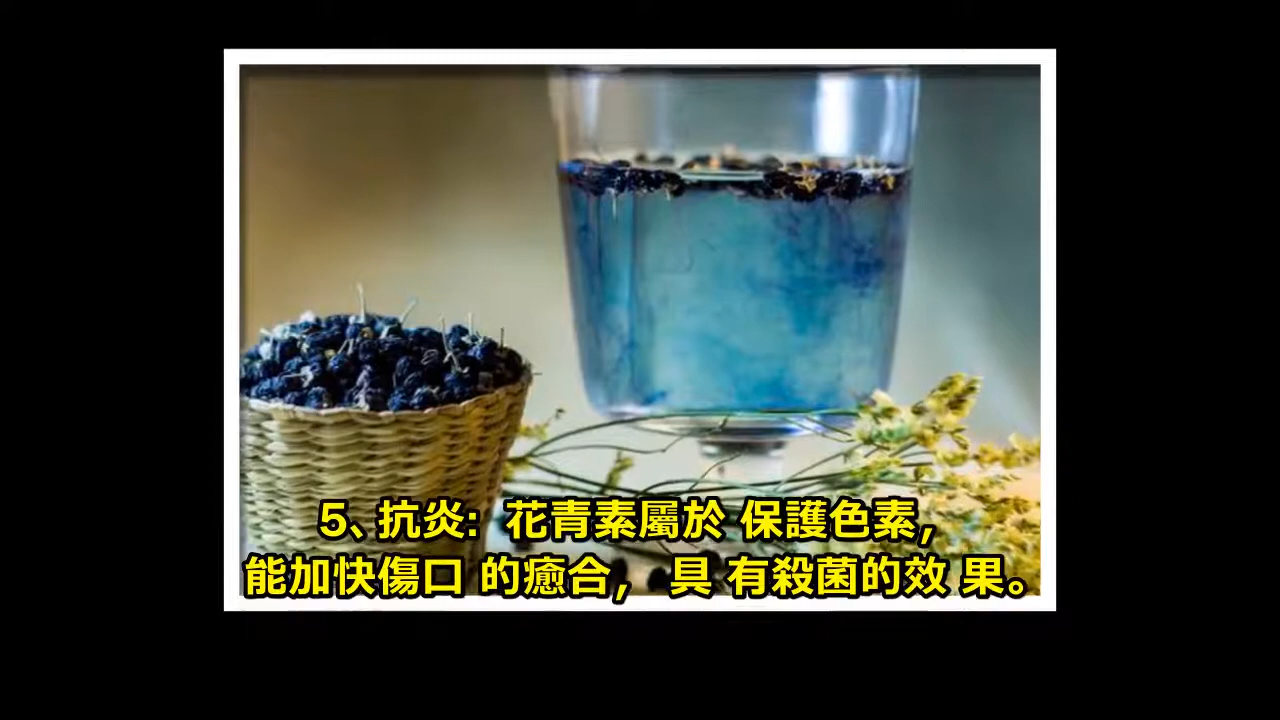 5、抗炎：花青素屬於 保護色素，
能加快傷口 的癒合， 具 有殺菌的效 果。